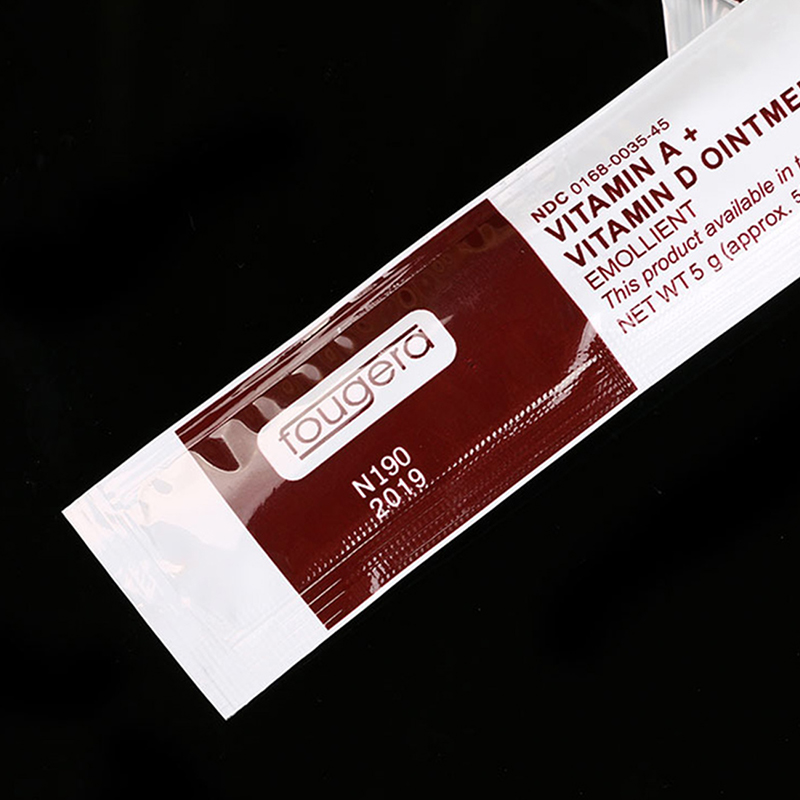 NDC 0168-0035-45
VITAMIN A +
VITAMIN D OINTME
EMOLLIENT
This product available in t
NET WT 5 g (approx. 5
fougera
N190
2019